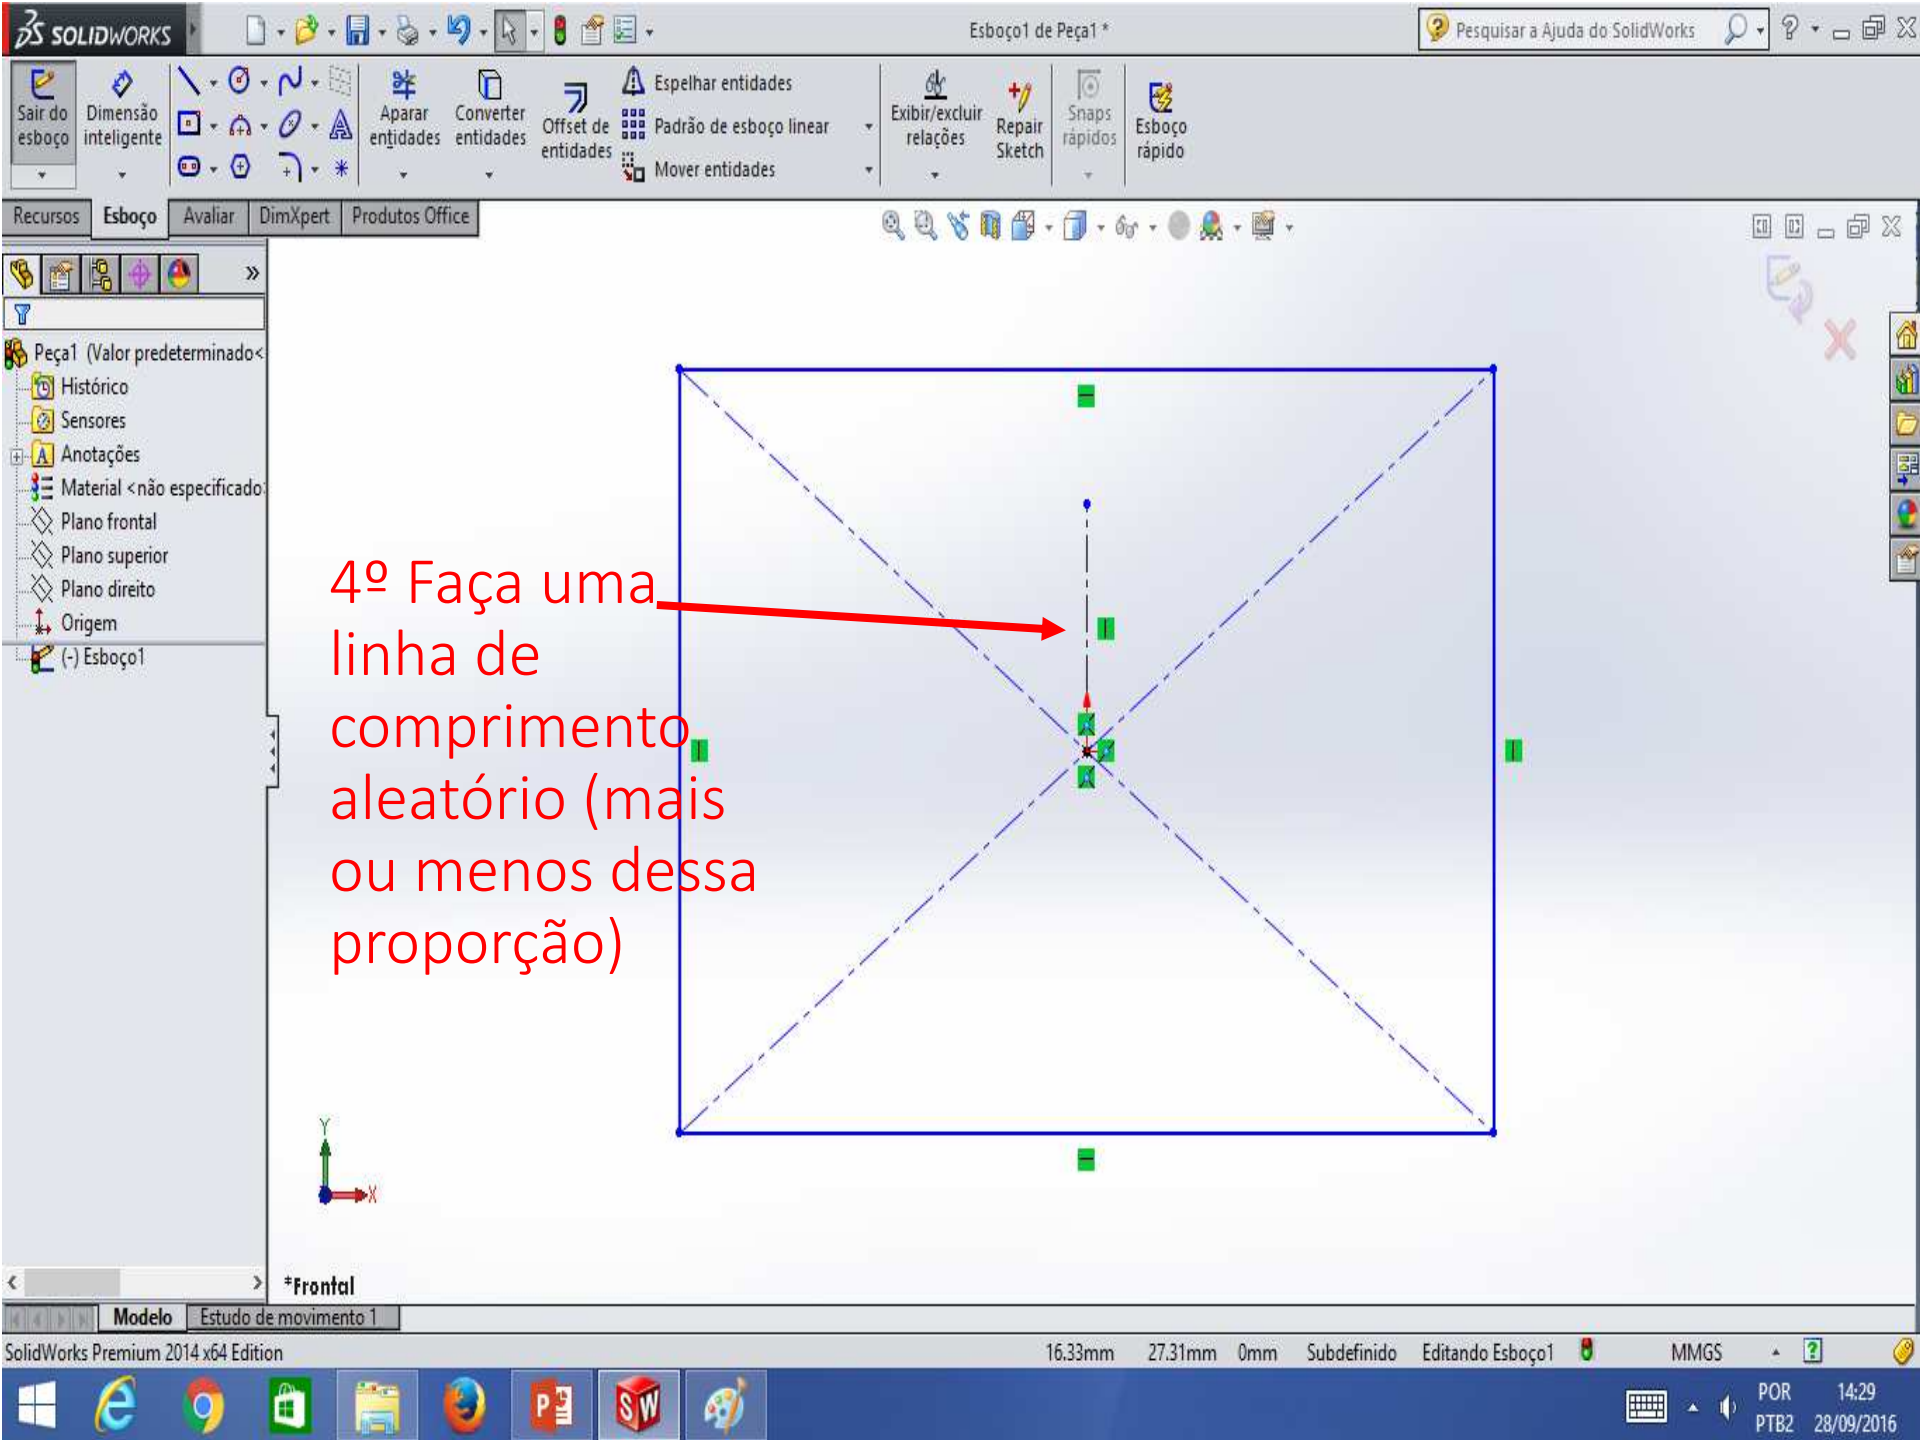 SOLIDWORKS
Esboço1 de Peça1 *
Pesquisar a Ajuda do SolidWorks
Sair do esboço
Dimensão inteligente
Aparar entidades
Converter entidades
Offset de entidades
Espelhar entidades
Padrão de esboço linear
Mover entidades
Exibir/excluir relações
Repair Sketch
Snaps rápidos
Esboço rápido
Recursos
Esboço
Avaliar
DimXpert
Produtos Office
Peça1 (Valor predeterminado<
Histórico
Sensores
Anotações
Material <não especificado
Plano frontal
Plano superior
Plano direito
Origem
(-) Esboço1
4º Faça uma
linha de
comprimento
aleatório (mais
ou menos dessa
proporção)
Y
X
*Frontal
Modelo
Estudo de movimento 1
SolidWorks Premium 2014 x64 Edition
16.33mm
27.31mm
0mm
Subdefinido
Editando Esboço1
MMGS
POR
PTB2
14:29
28/09/2016